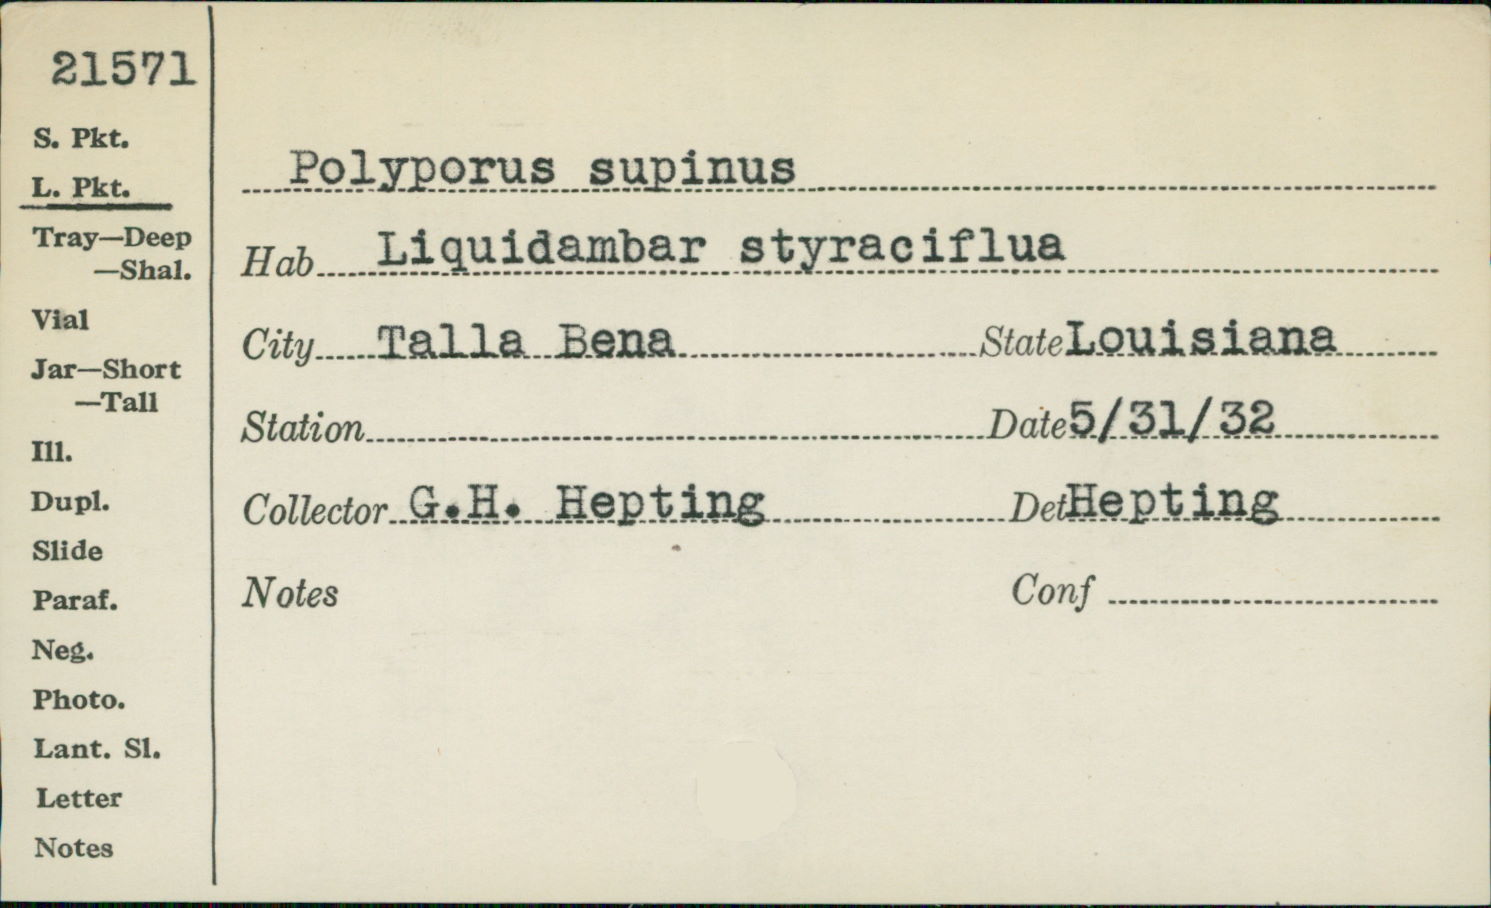 21571
S. Pkt.
L. Pkt.
Tray—Deep
—Shal.
Vial
Jar—Short
—Tall
Ill.
Dupl.
Slide
Paraf.
Neg.
Photo.
Lant. Sl.
Letter
Notes
Polyporus supinus
Hab Liquidambar styraciflua
City Talla Bena State Louisiana
Station Date 5/31/32
Collector G.H. Hepting Det Hepting
Notes Conf